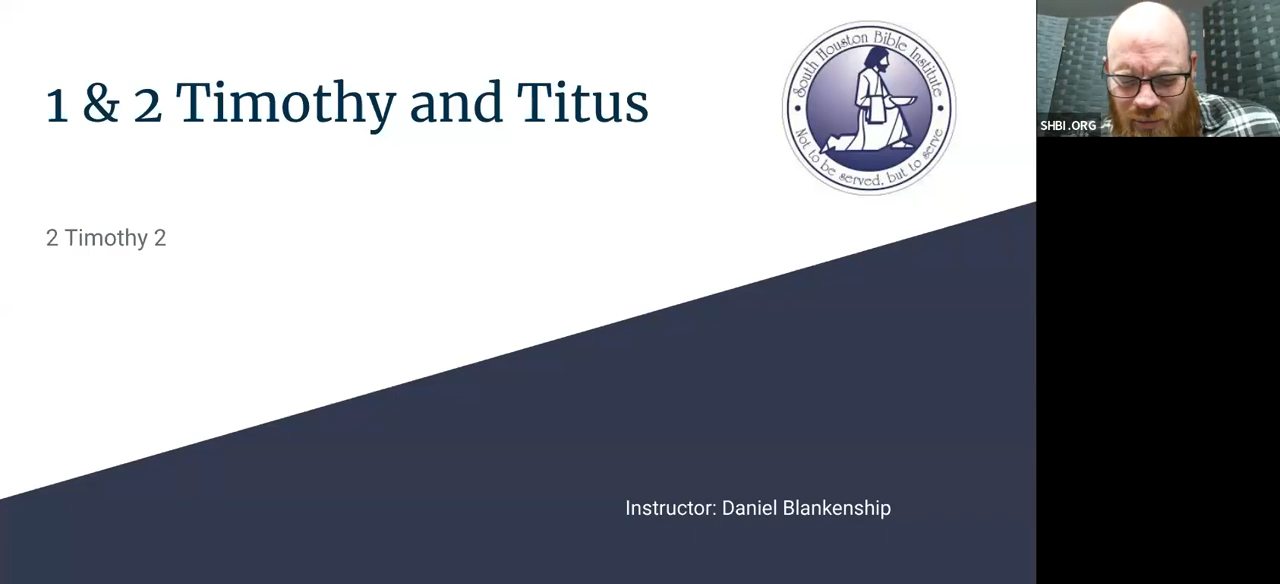 1 & 2 Timothy and Titus
South Houston Bible Institute
Not to be served, but to serve
SHBI.ORG
2 Timothy 2
Instructor: Daniel Blankenship